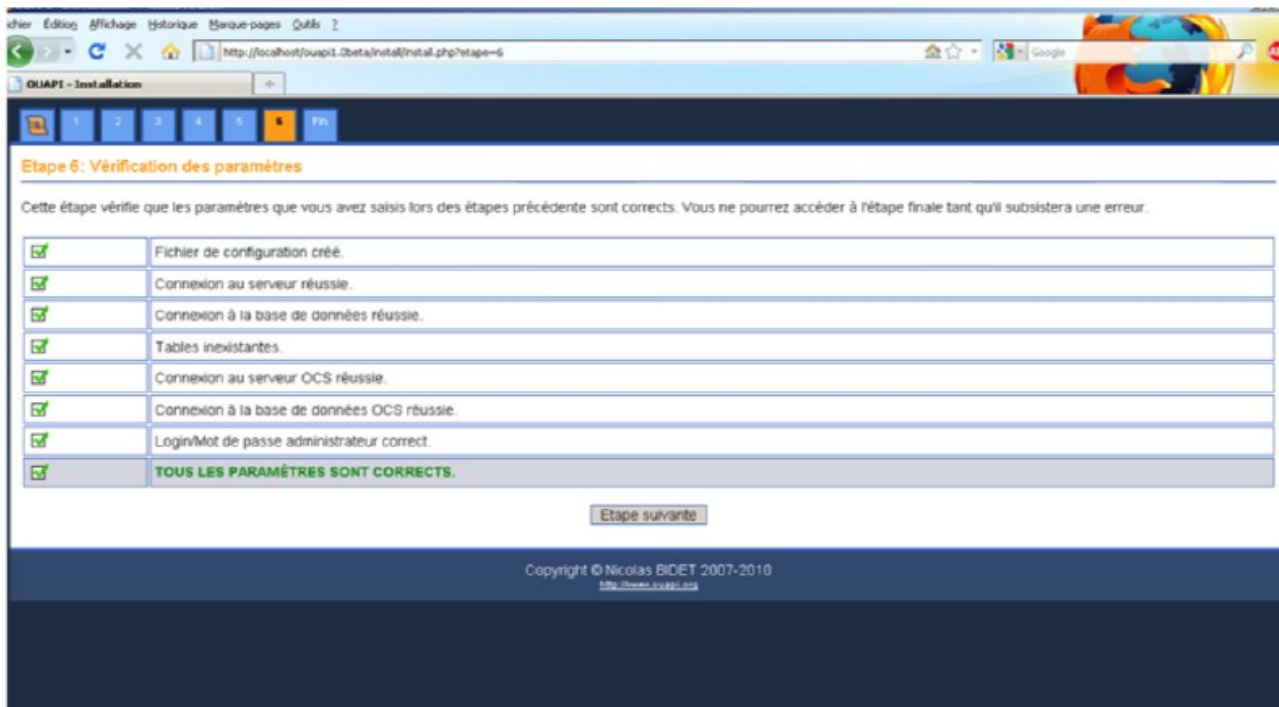 chier Édition Affichage Historique Marque-pages Outils ?
http://localhost/ouapi1.0beta/install/install.php?etape=6
Google
OUAPI - Installation
1 2 3 4 5 6 Fin
Etape 6: Vérification des paramètres
Cette étape vérifie que les paramètres que vous avez saisis lors des étapes précédente sont corrects. Vous ne pourrez accéder à l'étape finale tant qu'il subsistera une erreur.
Fichier de configuration créé.
Connexion au serveur réussie.
Connexion à la base de données réussie.
Tables inexistantes.
Connexion au serveur OCS réussie.
Connexion à la base de données OCS réussie.
Login/Mot de passe administrateur correct.
TOUS LES PARAMÈTRES SONT CORRECTS.
Etape suivante
Copyright © Nicolas BIDET 2007-2010
http://www.ouapi.org